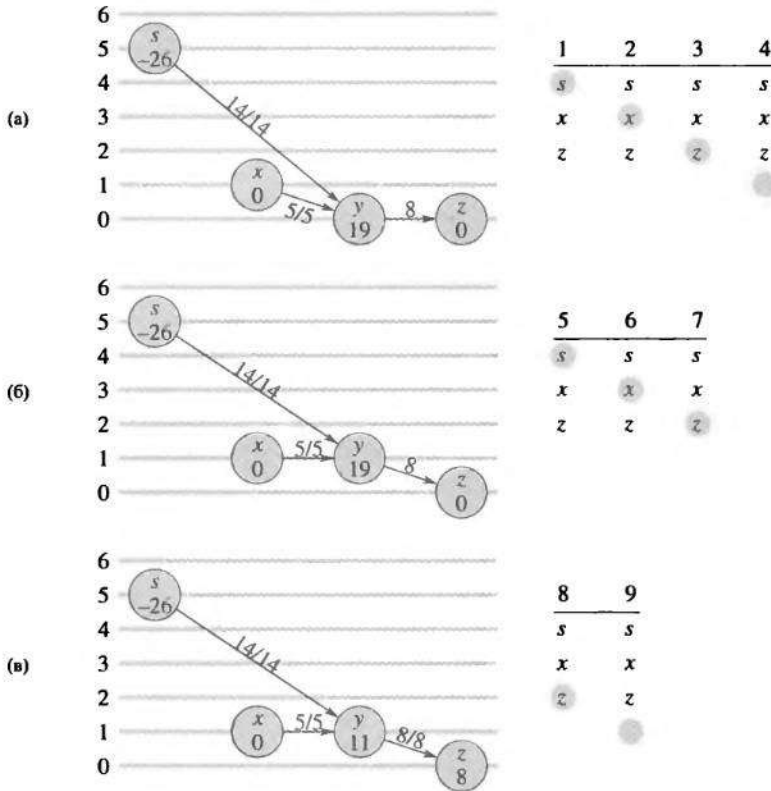 6
5
4
3
2
1
0
(а)
s
–26
14/14
x
0
5/5
y
19
8
z
0
1 2 3 4
s s s s
x x x x
z z z z
6
5
4
3
2
1
0
(б)
s
–26
14/14
x
0
5/5
y
19
8
z
0
5 6 7
s s s
x x x
z z z
6
5
4
3
2
1
0
(в)
s
–26
14/14
x
0
5/5
y
11
8/8
z
8
8 9
s s
x x
z z